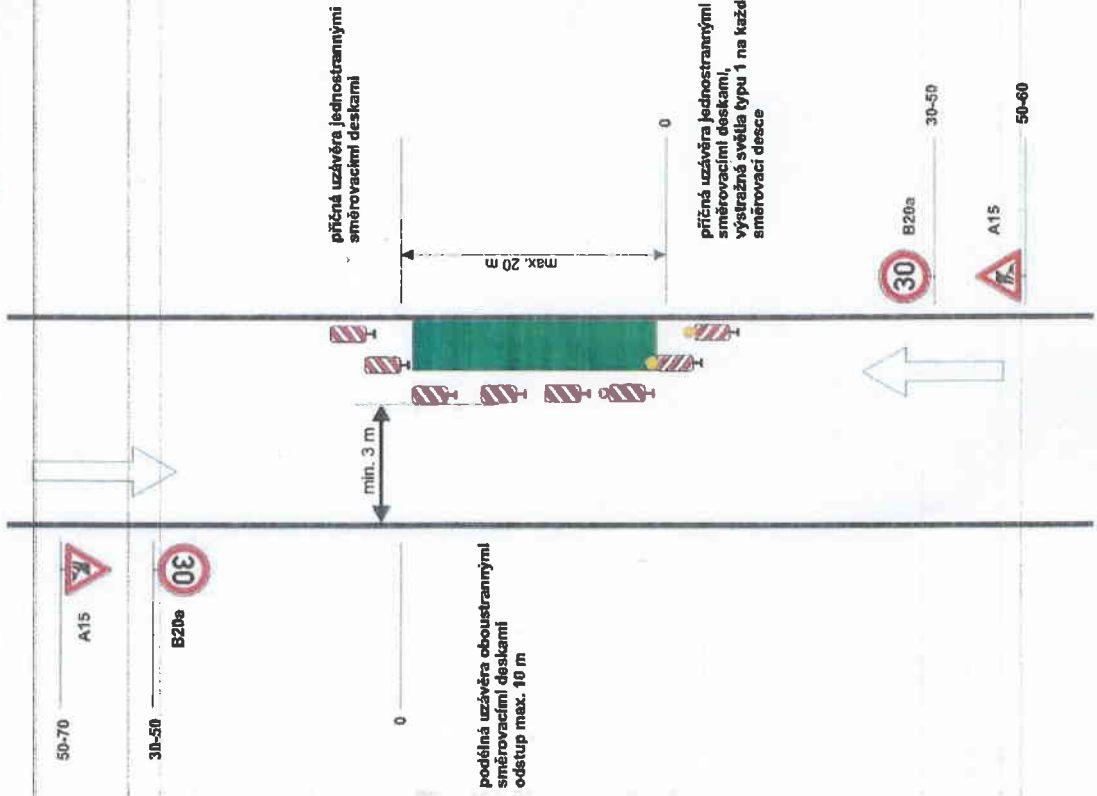 příčná uzávěra jednostrannými
směrovacími deskami
50-70
A15
30-50
30
B20a
min. 3 m
0
max. 20 m
podélná uzávěra oboustrannými
směrovacími deskami
odstup max. 10 m
0
příčná uzávěra jednostrannými
směrovacími deskami,
výstražná světla typu 1 na každ
směrovací desce
30
B20a
30-50
A15
50-60